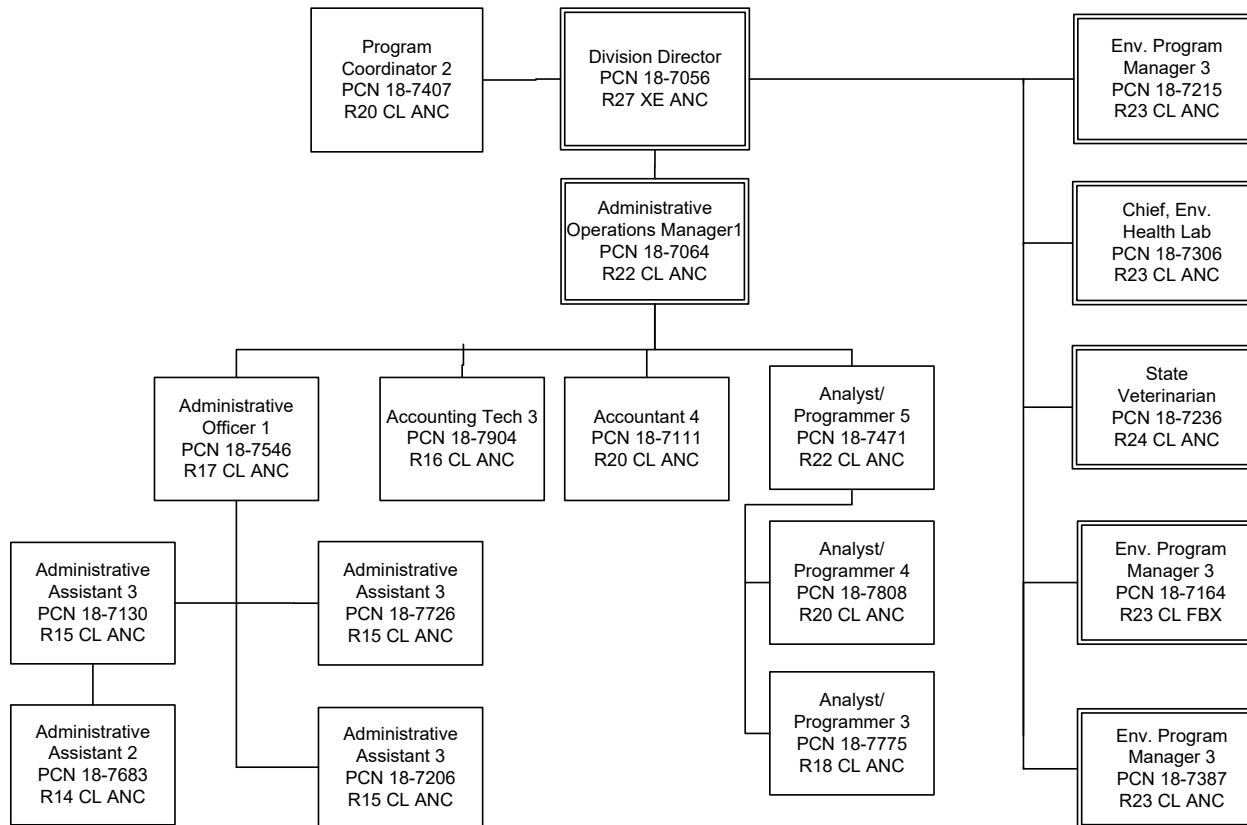 Program
Coordinator 2
PCN 18-7407
R20 CL ANC
Division Director
PCN 18-7056
R27 XE ANC
Env. Program
Manager 3
PCN 18-7215
R23 CL ANC
Administrative
Operations Manager1
PCN 18-7064
R22 CL ANC
Chief, Env.
Health Lab
PCN 18-7306
R23 CL ANC
Administrative
Officer 1
PCN 18-7546
R17 CL ANC
Accounting Tech 3
PCN 18-7904
R16 CL ANC
Accountant 4
PCN 18-7111
R20 CL ANC
Analyst/
Programmer 5
PCN 18-7471
R22 CL ANC
State
Veterinarian
PCN 18-7236
R24 CL ANC
Administrative
Assistant 3
PCN 18-7130
R15 CL ANC
Administrative
Assistant 3
PCN 18-7726
R15 CL ANC
Analyst/
Programmer 4
PCN 18-7808
R20 CL ANC
Env. Program
Manager 3
PCN 18-7164
R23 CL FBX
Administrative
Assistant 2
PCN 18-7683
R14 CL ANC
Administrative
Assistant 3
PCN 18-7206
R15 CL ANC
Analyst/
Programmer 3
PCN 18-7775
R18 CL ANC
Env. Program
Manager 3
PCN 18-7387
R23 CL ANC